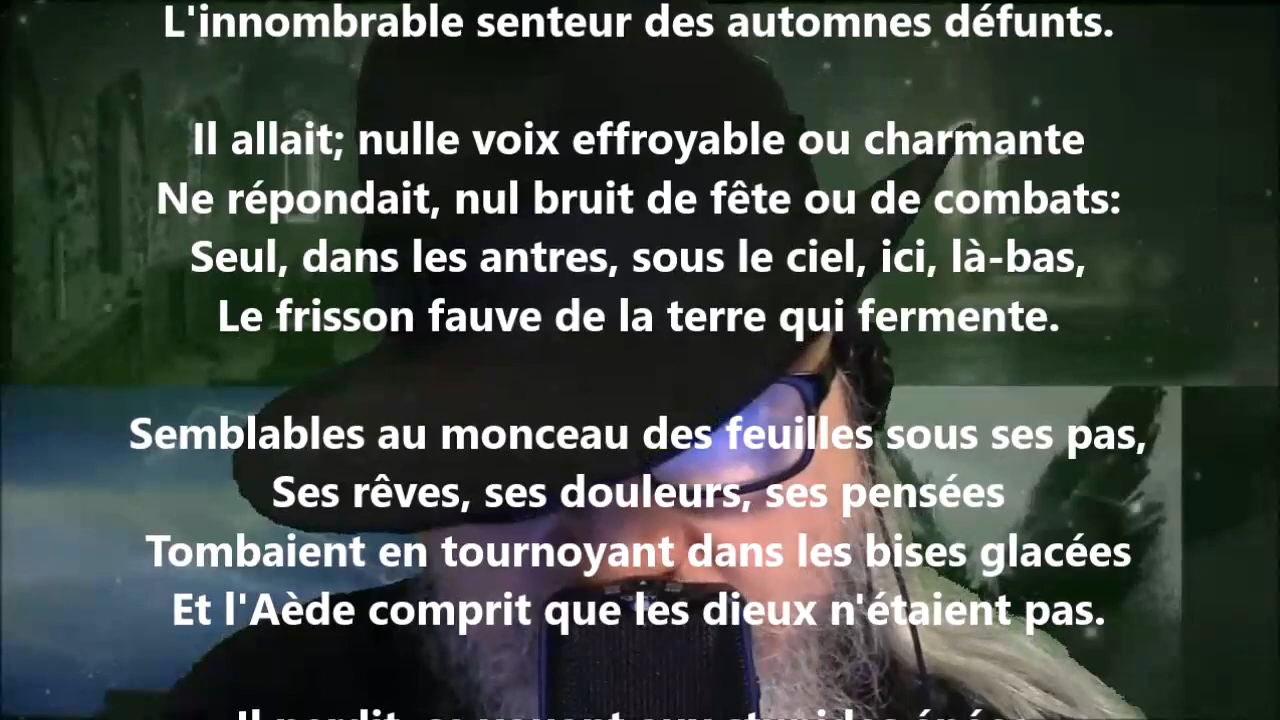 L'innombrable senteur des automnes défunts.
Il allait; nulle voix effroyable ou charmante
Ne répondait, nul bruit de fête ou de combats:
Seul, dans les antres, sous le ciel, ici, là-bas,
Le frisson fauve de la terre qui fermente.
Semblables au monceau des feuilles sous ses pas,
Ses rêves, ses douleurs, ses pensées
Tombaient en tournoyant dans les bises glacées
Et l'Aède comprit que les dieux n'étaient pas.